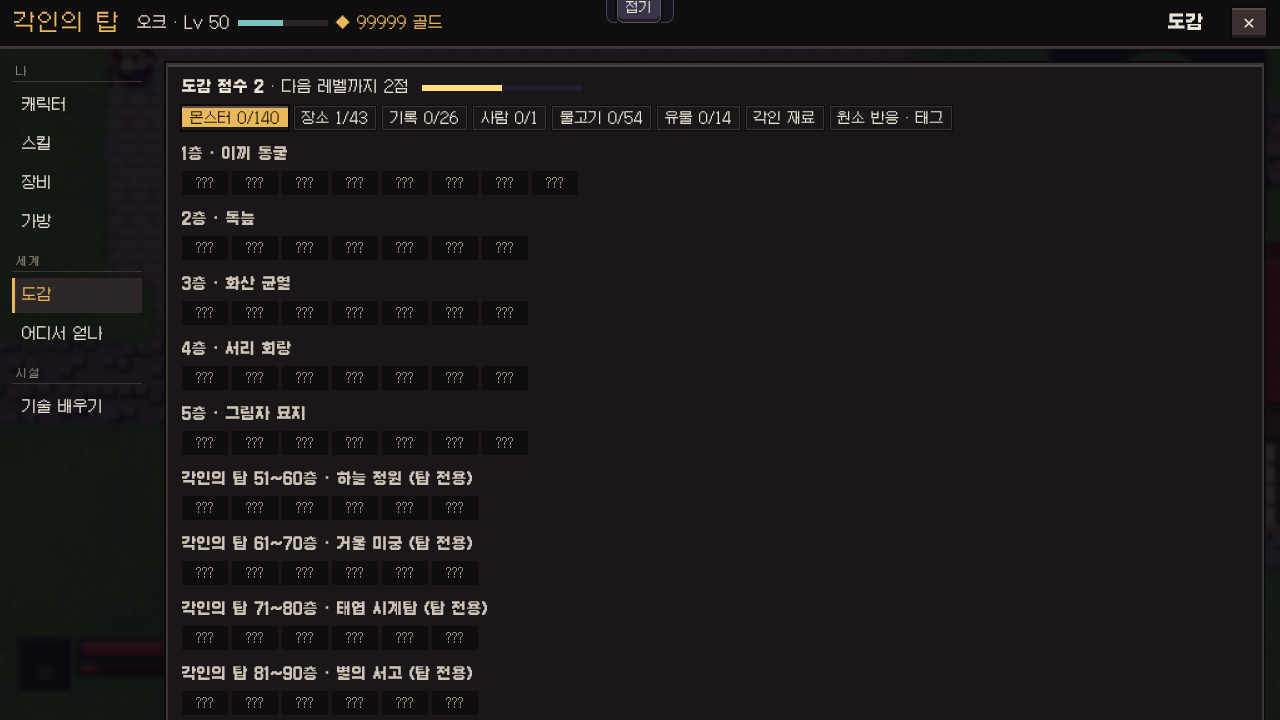 각인의 탑 오크 · Lv 50 ◆ 99999 골드 접기 도감 ×
나
캐릭터
스킬
장비
가방
세계
도감
어디서 얻나
시설
기술 배우기
도감 점수 2 · 다음 레벨까지 2점
몬스터 0/140 장소 1/43 기록 0/26 사람 0/1 물고기 0/54 유물 0/14 각인 재료 원소 반응 · 태그
1층 · 이끼 동굴
??? ??? ??? ??? ??? ??? ??? ???
2층 · 독늪
??? ??? ??? ??? ??? ??? ???
3층 · 화산 균열
??? ??? ??? ??? ??? ??? ???
4층 · 서리 회랑
??? ??? ??? ??? ??? ??? ???
5층 · 그림자 묘지
??? ??? ??? ??? ??? ??? ???
각인의 탑 51~60층 · 하늘 정원 (탑 전용)
??? ??? ??? ??? ??? ???
각인의 탑 61~70층 · 거울 미궁 (탑 전용)
??? ??? ??? ??? ??? ???
각인의 탑 71~80층 · 태엽 시계탑 (탑 전용)
??? ??? ??? ??? ??? ???
각인의 탑 81~90층 · 별의 서고 (탑 전용)
??? ??? ??? ??? ??? ???